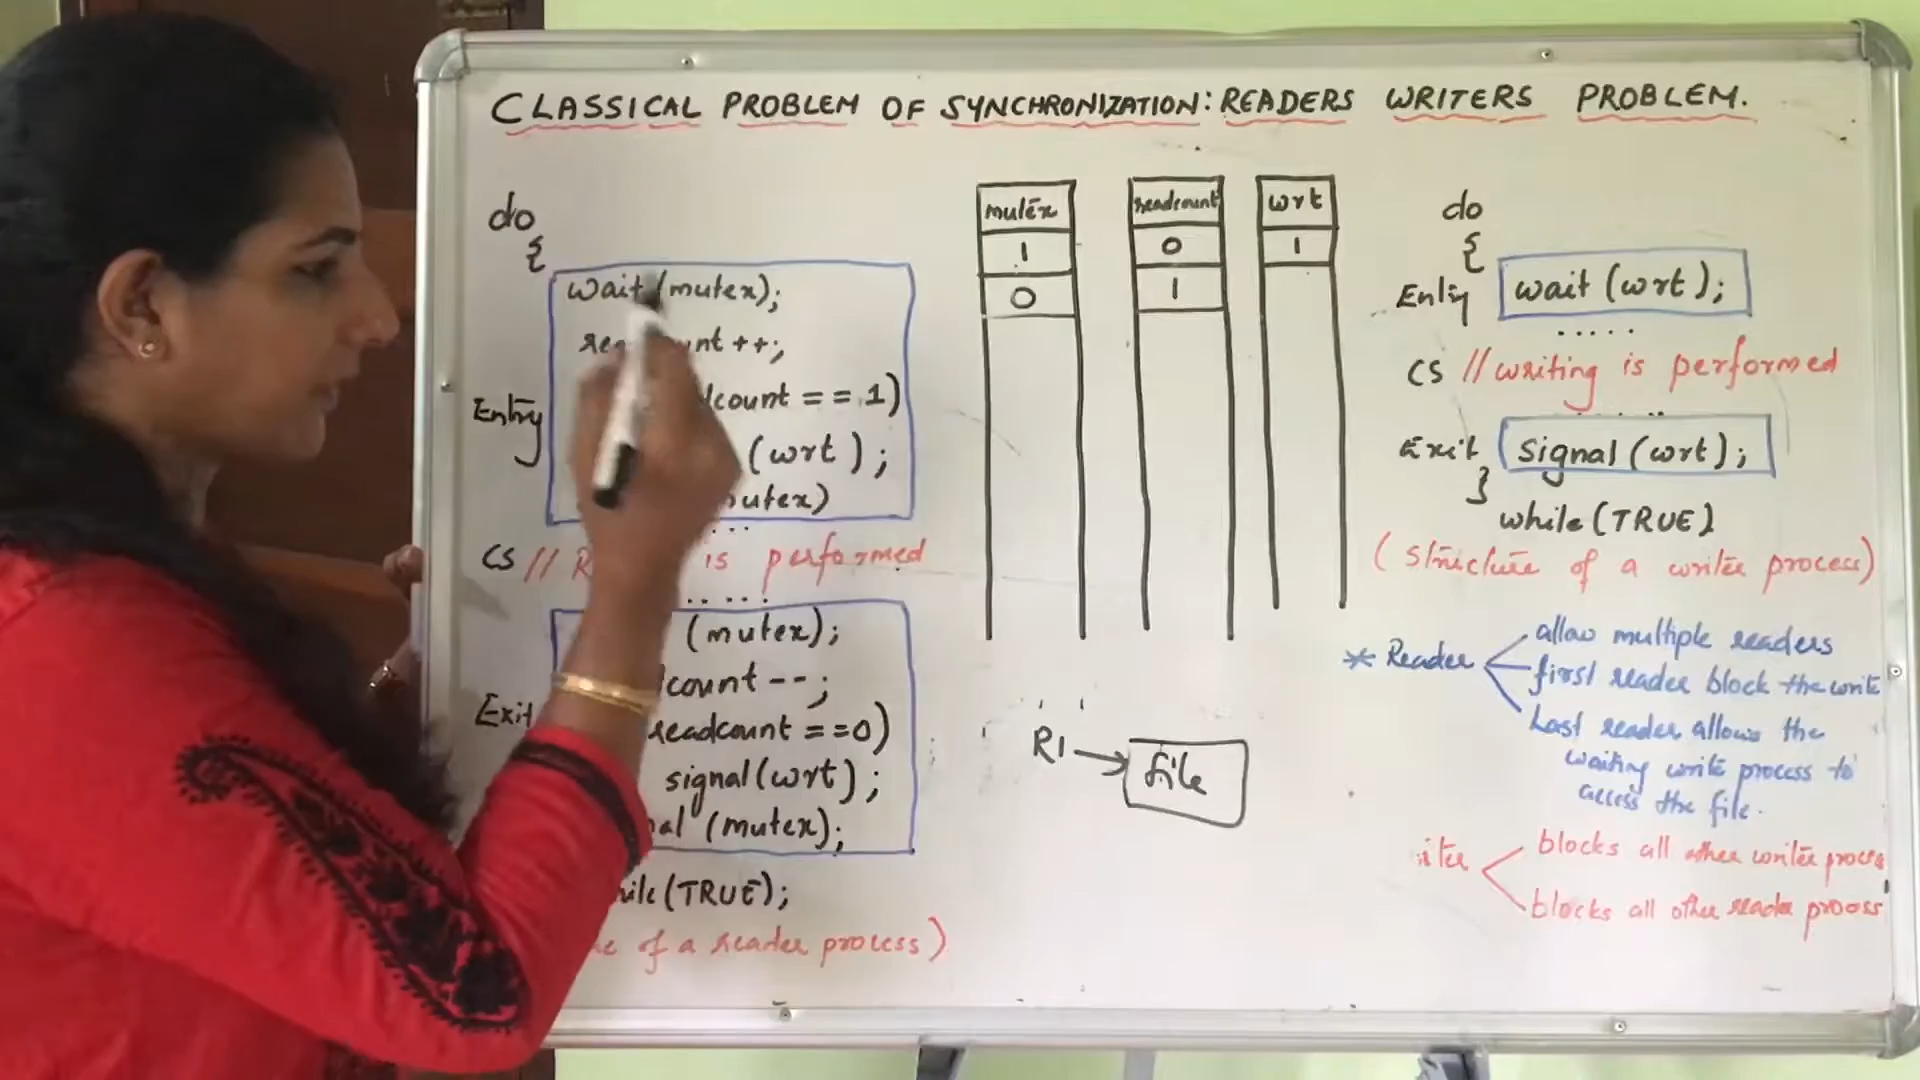 CLASSICAL PROBLEM OF SYNCHRONIZATION: READERS WRITERS PROBLEM.
do
{
wait (mutex);
++;
count == 1)
Entry
(wrt);
mutex)
....
CS // is performed
.....
(mutex);
count --;
Exit
readcount ==0)
signal(wrt);
(mutex);
while(TRUE);
of a reader process)
mutex readcount wrt
1 0 1
0 1
R1 file
do
{
Entry wait (wrt);
.....
CS // writing is performed
Exit signal (wrt);
}
while(TRUE)
(structure of a writer process)
* Reader
allow multiple readers
first reader block the write
Last reader allows the
waiting write process to
access the file.
blocks all other writer process
blocks all other reader process